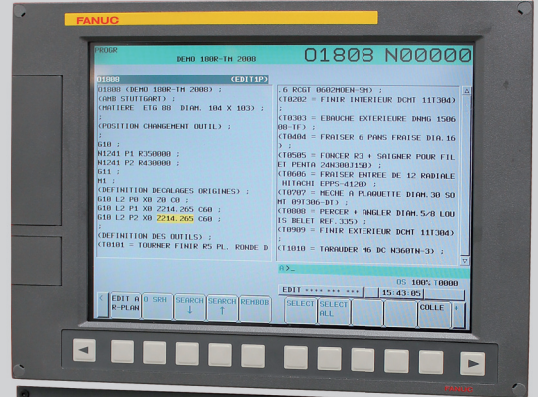 FANUC
PROGR
DEMO 180R-TM 2008
O1808 N00000
O1808 (EDIT1P)
O1808 (DEMO 180R-TM 2008) ;
(AMB STUTTGART) ;
(MATIERE ETG 88 DIAM. 104 X 103) ;
;
(POSITION CHANGEMENT OUTIL) ;
;
G10 ;
N1241 P1 R350000 ;
N1242 P2 R430000 ;
G11 ;
M1 ;
(DEFINITION DECALAGES ORIGINES) ;
G10 L2 P0 X0 Z0 C0 ;
G10 L2 P1 X0 Z214.265 C60 ;
G10 L2 P2 X0 Z214.265 C60 ;
;
(DEFINITION DES OUTILS) ;
(T0101 = TOURNER FINIR R5 PL. RONDE D
.6 RCGT 0602MOEN-9M) ;
(T0202 = FINIR INTERIEUR DCMT 11T304)
;
(T0303 = EBAUCHE EXTERIEURE DNMG 1506
08-TF) ;
(T0404 = FRAISER 6 PANS FRAISE DIA.16
) ;
(T0505 = FONCER R3 + SAIGNER POUR FIL
ET PENTA 24N300J15D) ;
(T0606 = FRAISER ENTREE DE 12 RADIALE
HITACHI EPPS-4120) ;
(T0707 = MECHE A PLAQUETTE DIAM.30 SO
MT 09T306-DT) ;
(T0808 = PERCER + ANGLER DIAM.5/8 LOU
IS BELET REF.335) ;
(T0909 = FINIR EXTERIEUR DCMT 11T304)
;
(T1010 = TARAUDER DC N360TN-3) ;
A>_
OS 100% T0000
EDIT **** *** ***
15:43:05
< EDIT A O SRH SEARCH SEARCH REMBOB SELECT SELECT COLLE +
R-PLAN ↓ ↑ ALL
FANUC